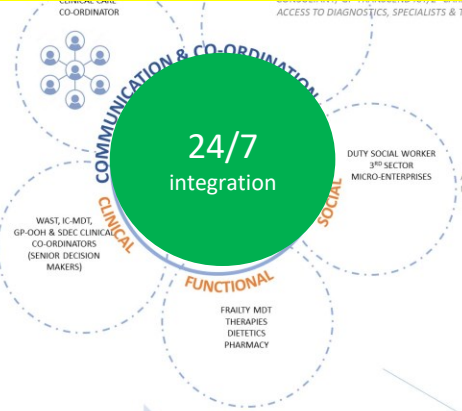 CLINICAL CARE
CO-ORDINATOR
ACCESS TO DIAGNOSTICS, SPECIALISTS & T
COMMUNICATION & CO-ORDINATION
24/7
integration
DUTY SOCIAL WORKER
3RD SECTOR
MICRO-ENTERPRISES
WAST, IC-MDT,
GP-OOH & SDEC CLINICAL
CO-ORDINATORS
(SENIOR DECISION
MAKERS)
CLINICAL
FUNCTIONAL
SOCIAL
FRAILTY MDT
THERAPIES
DIETETICS
PHARMACY